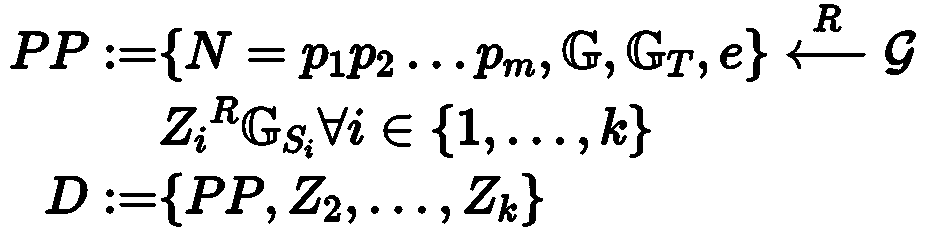 PP := {N = p₁p₂ … pₘ, 𝔾, 𝔾_T, e} ←ᴿ 𝒢
Z_i ᴿ 𝔾_{S_i} ∀i ∈ {1, …, k}
D := {PP, Z₂, …, Z_k}